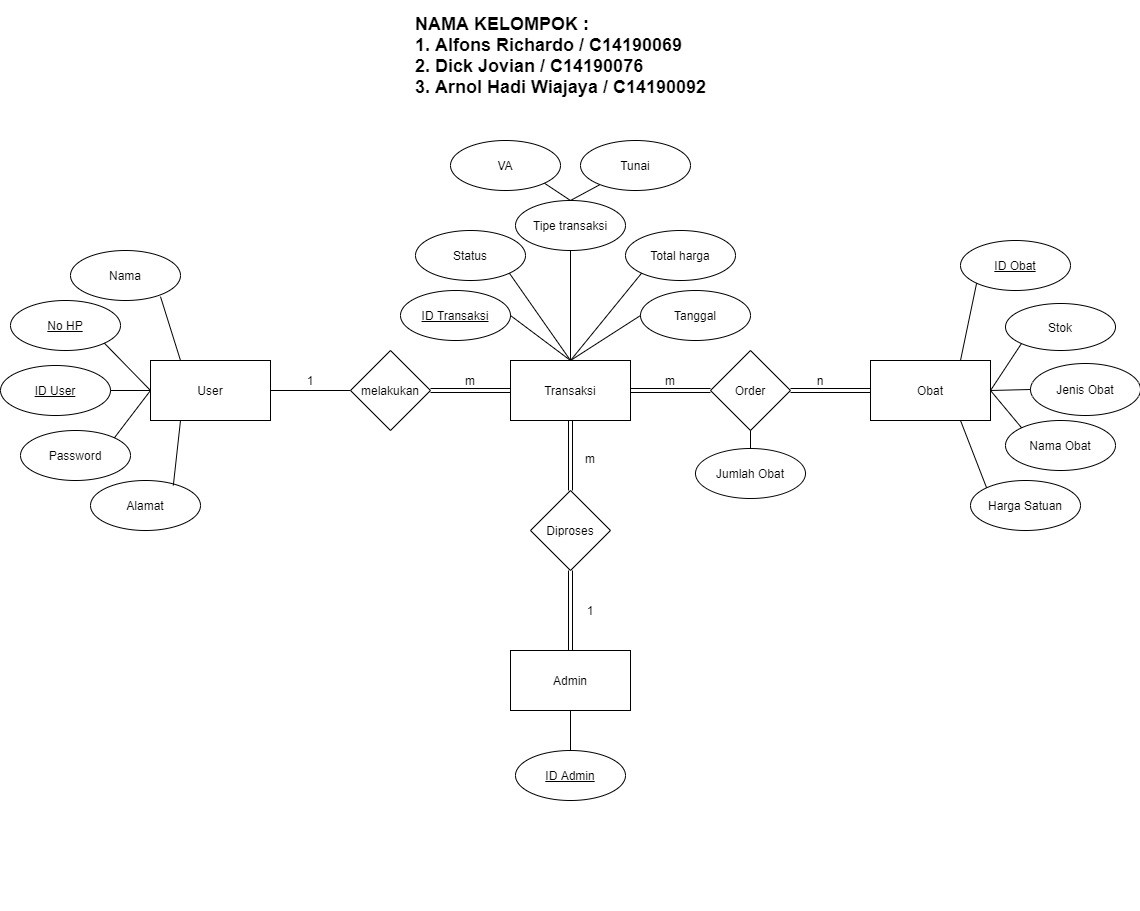 NAMA KELOMPOK :
1. Alfons Richardo / C14190069
2. Dick Jovian / C14190076
3. Arnol Hadi Wiajaya / C14190092
VA
Tunai
Tipe transaksi
Status
Total harga
ID Transaksi
Tanggal
Nama
No HP
ID User
Password
Alamat
User
1
melakukan
m
Transaksi
m
Order
n
Obat
ID Obat
Stok
Jenis Obat
Nama Obat
Harga Satuan
Jumlah Obat
m
Diproses
1
Admin
ID Admin